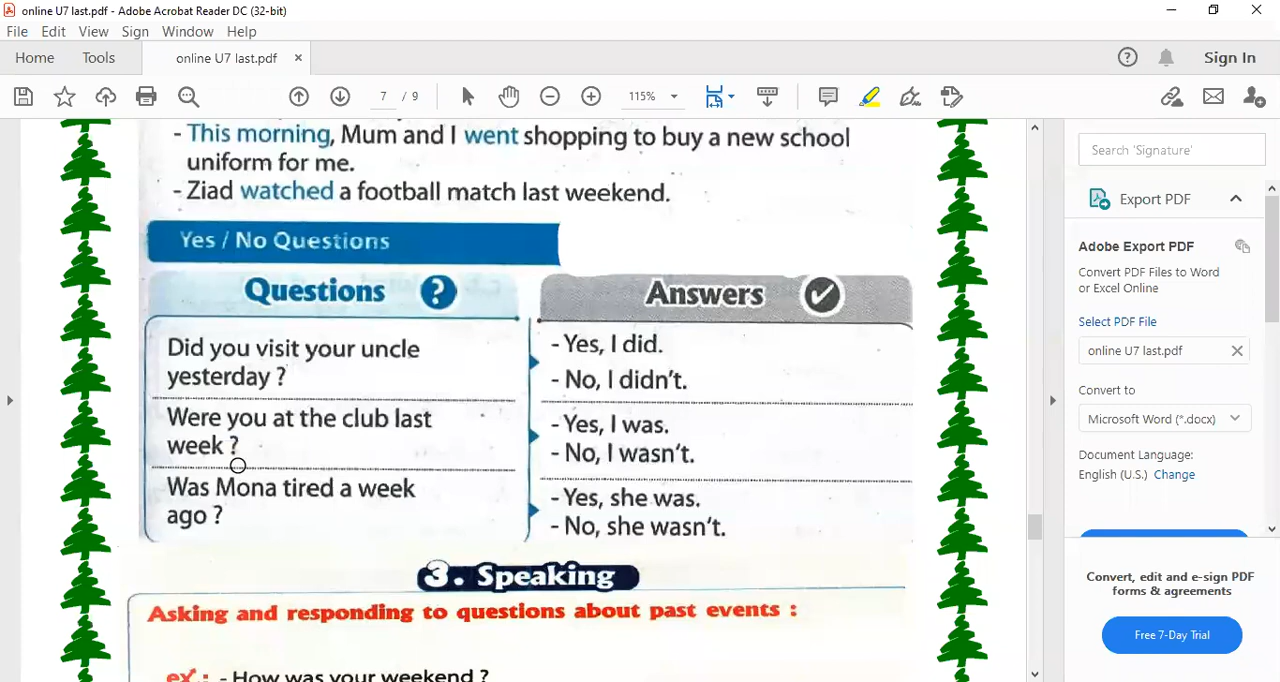 online U7 last.pdf - Adobe Acrobat Reader DC (32-bit)
File Edit View Sign Window Help
Home Tools online U7 last.pdf × Sign In
7 / 9 115%
- This morning, Mum and I went shopping to buy a new school
uniform for me.
- Ziad watched a football match last weekend.
Yes / No Questions
Questions ? Answers
Did you visit your uncle
yesterday ?
- Yes, I did.
- No, I didn't.
Were you at the club last
week ?
- Yes, I was.
- No, I wasn't.
Was Mona tired a week
ago ?
- Yes, she was.
- No, she wasn't.
3. Speaking
Asking and responding to questions about past events :
ex.: - How was your weekend ?
Search 'Signature'
Export PDF
Adobe Export PDF
Convert PDF Files to Word
or Excel Online
Select PDF File
online U7 last.pdf
Convert to
Microsoft Word (*.docx)
Document Language:
English (U.S.) Change
Convert, edit and e-sign PDF
forms & agreements
Free 7-Day Trial